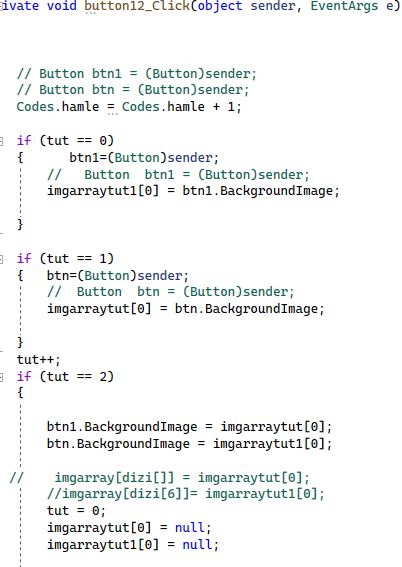 ivate void button12_Click(object sender, EventArgs e)
// Button btn1 = (Button)sender;
// Button btn = (Button)sender;
Codes.hamle = Codes.hamle + 1;
if (tut == 0)
{      btn1=(Button)sender;
//   Button  btn1 = (Button)sender;
imgarraytut1[0] = btn1.BackgroundImage;
}
if (tut == 1)
{   btn=(Button)sender;
//  Button  btn = (Button)sender;
imgarraytut[0] = btn.BackgroundImage;
}
tut++;
if (tut == 2)
{
btn1.BackgroundImage = imgarraytut[0];
btn.BackgroundImage = imgarraytut1[0];
//    imgarray[dizi[]] = imgarraytut[0];
//imgarray[dizi[6]]= imgarraytut1[0];
tut = 0;
imgarraytut[0] = null;
imgarraytut1[0] = null;